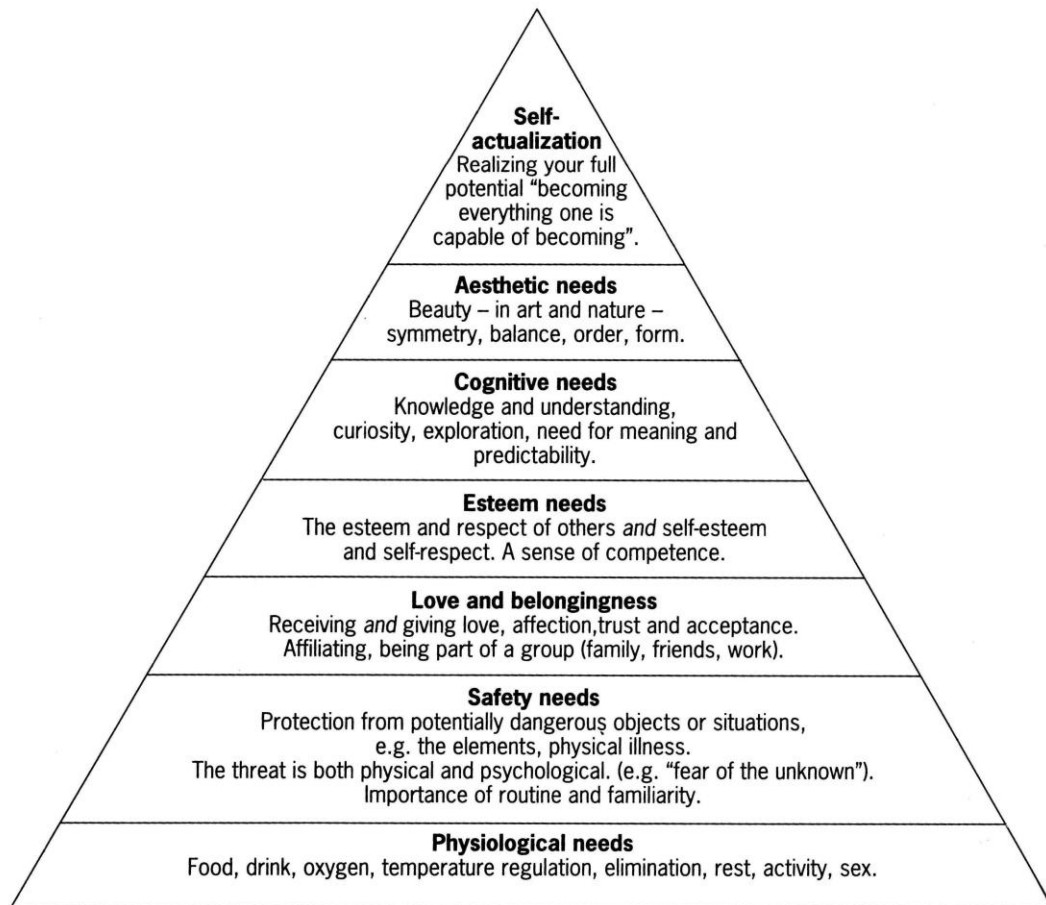 Self-
actualization
Realizing your full
potential “becoming
everything one is
capable of becoming”.
Aesthetic needs
Beauty – in art and nature –
symmetry, balance, order, form.
Cognitive needs
Knowledge and understanding,
curiosity, exploration, need for meaning and
predictability.
Esteem needs
The esteem and respect of others and self-esteem
and self-respect. A sense of competence.
Love and belongingness
Receiving and giving love, affection,trust and acceptance.
Affiliating, being part of a group (family, friends, work).
Safety needs
Protection from potentially dangerous objects or situations,
e.g. the elements, physical illness.
The threat is both physical and psychological. (e.g. “fear of the unknown”).
Importance of routine and familiarity.
Physiological needs
Food, drink, oxygen, temperature regulation, elimination, rest, activity, sex.